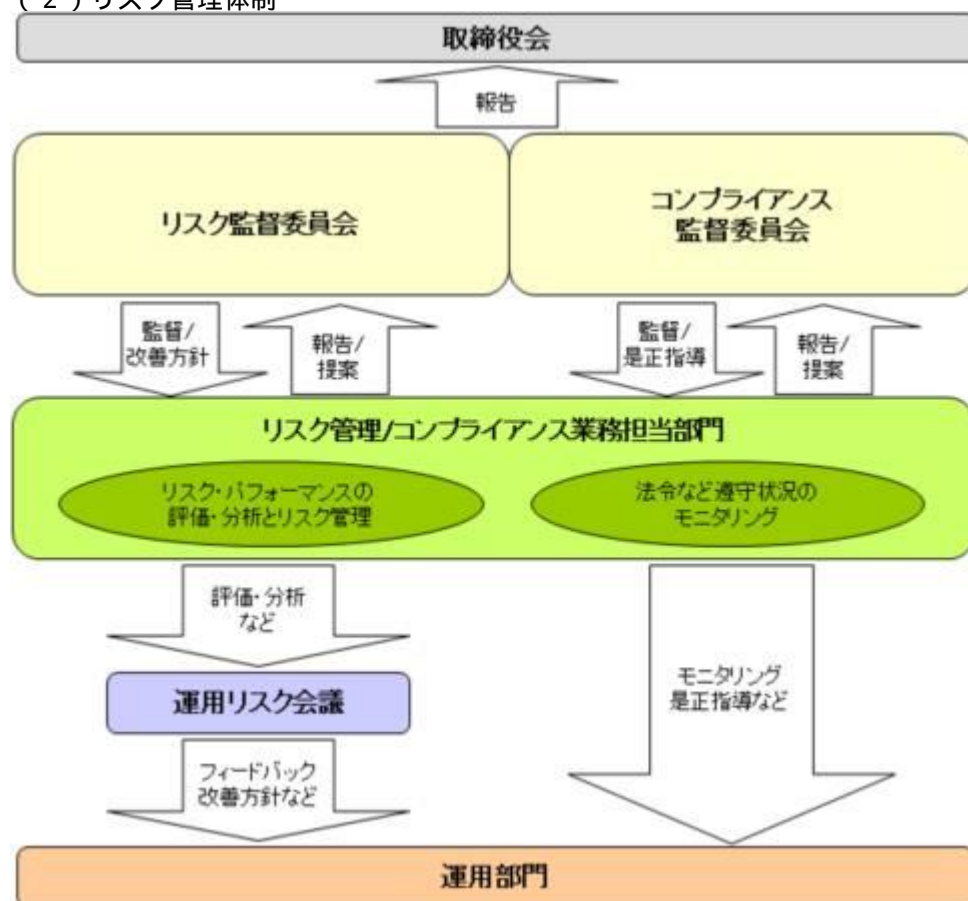 (2)リスク管理体制
取締役会
報告
リスク監督委員会
コンプライアンス
監督委員会
監督/
改善方針
報告/
提案
監督/
是正指導
報告/
提案
リスク管理/コンプライアンス業務担当部門
リスク・パフォーマンスの
評価・分析とリスク管理
法令など遵守状況の
モニタリング
評価・分析
など
運用リスク会議
モニタリング
是正指導など
フィードバック
改善方針など
運用部門